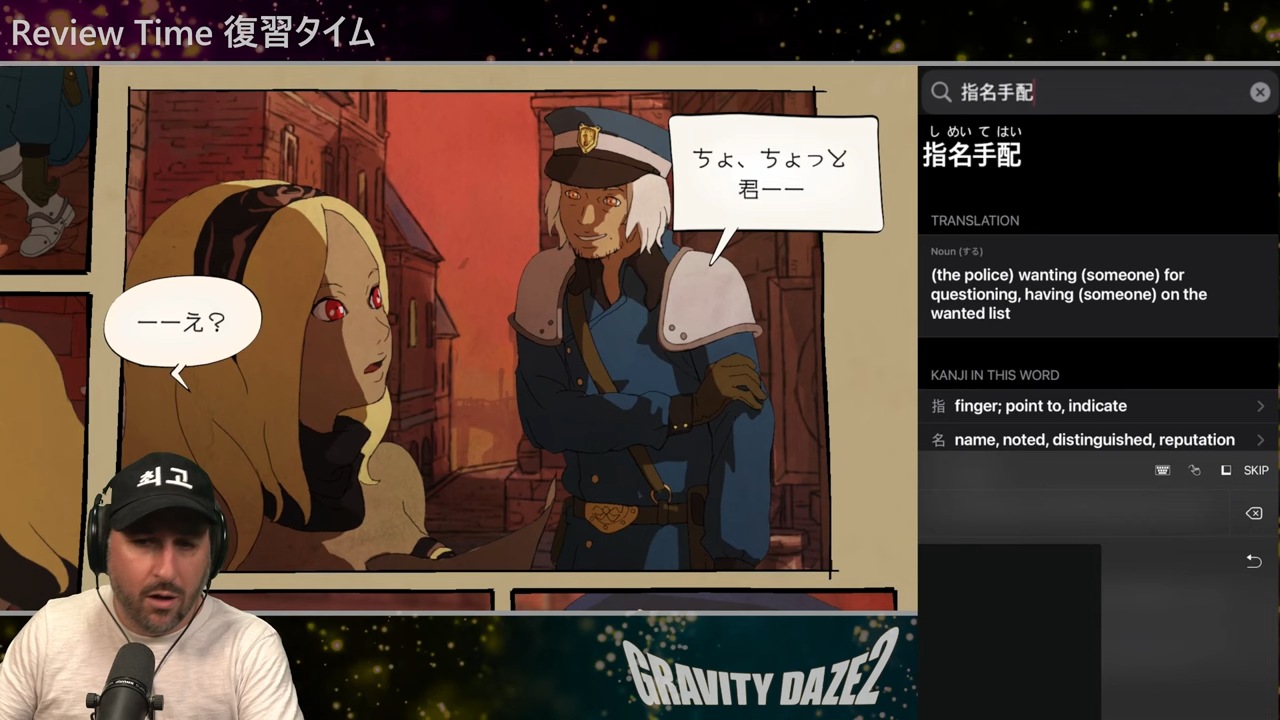 Review Time 復習タイム
ちょ、ちょっと
君ーー
ーーえ？
최고
GRAVITY DAZE 2
指名手配
し めい て はい
指名手配
TRANSLATION
Noun (する)
(the police) wanting (someone) for
questioning, having (someone) on the
wanted list
KANJI IN THIS WORD
指 finger; point to, indicate
名 name, noted, distinguished, reputation
SKIP